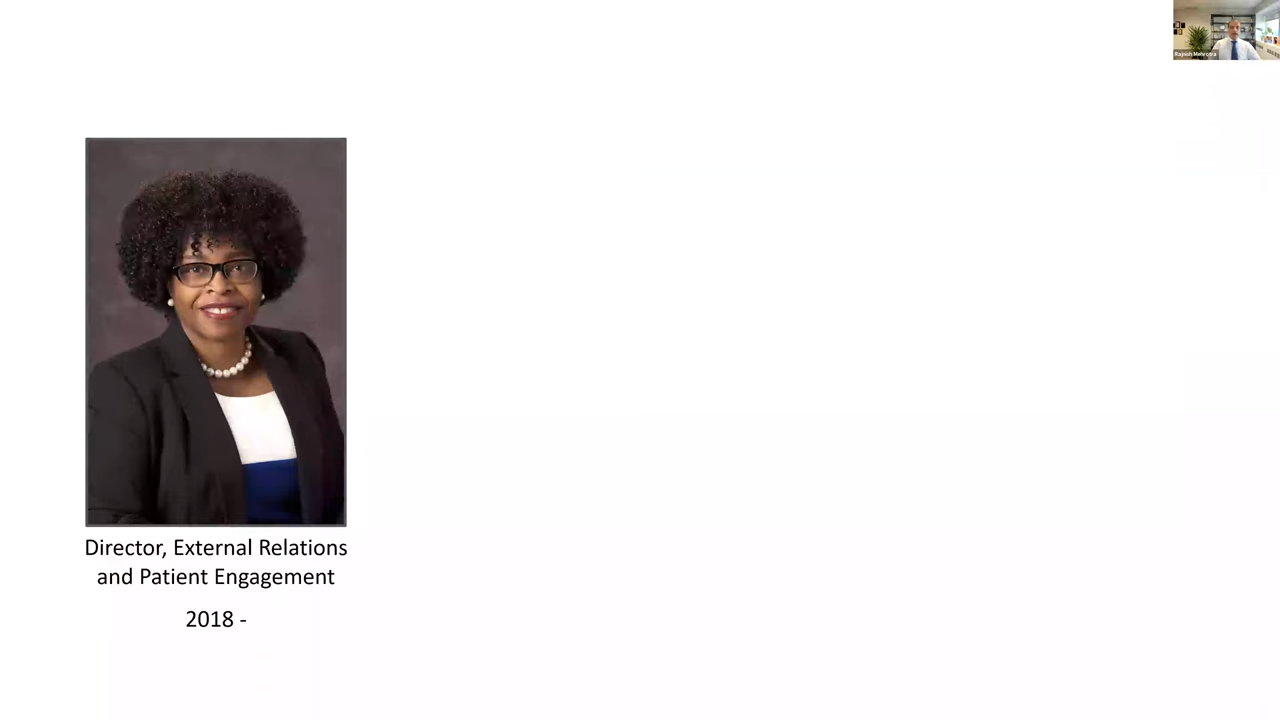 Rajnish Mehrotra
Director, External Relations
and Patient Engagement
2018 -